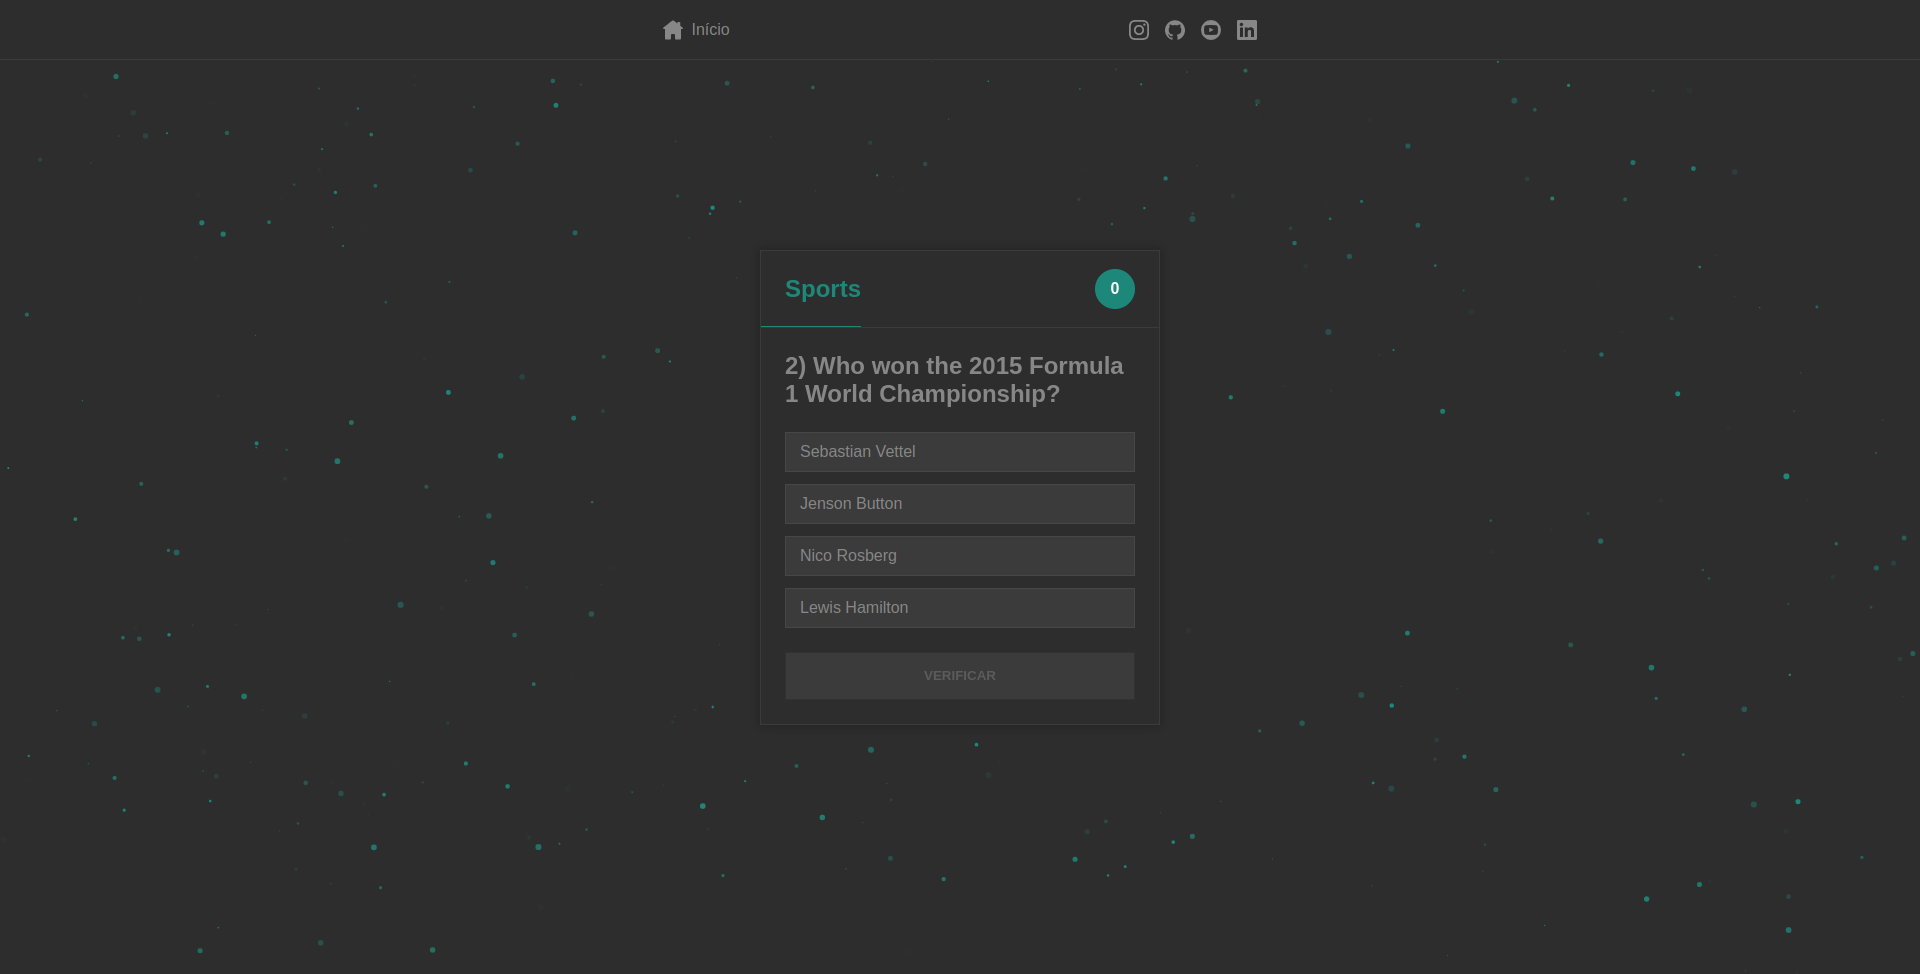 Início
Sports
0
2) Who won the 2015 Formula
1 World Championship?
Sebastian Vettel
Jenson Button
Nico Rosberg
Lewis Hamilton
VERIFICAR